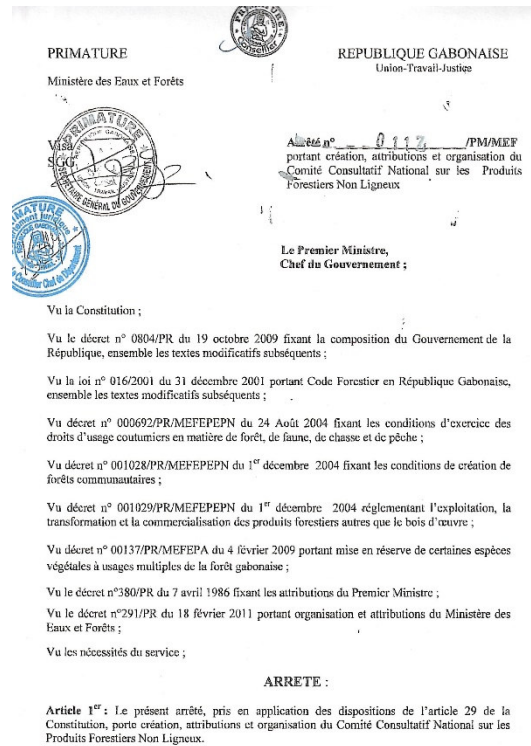 PRIMATURE
Ministère des Eaux et Forêts
REPUBLIQUE GABONAISE
Union-Travail-Justice
PRIMATURE
Conseiller
Visa
SGG
PRIMATURE
SECRÉTAIRE GÉNÉRAL DU GOUVERNEMENT
Arrêté n° 0112 /PM/MEF
portant création, attributions et organisation du
Comité Consultatif National sur les Produits
Forestiers Non Ligneux
Le Premier Ministre,
Chef du Gouvernement ;
Vu la Constitution ;
Vu le décret n° 0804/PR du 19 octobre 2009 fixant la composition du Gouvernement de la
République, ensemble les textes modificatifs subséquents ;
Vu la loi n° 016/2001 du 31 décembre 2001 portant Code Forestier en République Gabonaise,
ensemble les textes modificatifs subséquents ;
Vu décret n° 000692/PR/MEFEPEPN du 24 Août 2004 fixant les conditions d'exercice des
droits d'usage coutumiers en matière de forêt, de faune, de chasse et de pêche ;
Vu décret n° 001028/PR/MEFEPEPN du 1er décembre 2004 fixant les conditions de création de
forêts communautaires ;
Vu décret n° 001029/PR/MEFEPEPN du 1er décembre 2004 réglementant l'exploitation, la
transformation et la commercialisation des produits forestiers autres que le bois d'œuvre ;
Vu décret n° 00137/PR/MEFEPA du 4 février 2009 portant mise en réserve de certaines espèces
végétales à usages multiples de la forêt gabonaise ;
Vu le décret n°380/PR du 7 avril 1986 fixant les attributions du Premier Ministre ;
Vu le décret n°291/PR du 18 février 2011 portant organisation et attributions du Ministère des
Eaux et Forêts ;
Vu les nécessités du service ;
ARRETE :
Article 1er : Le présent arrêté, pris en application des dispositions de l'article 29 de la
Constitution, porte création, attributions et organisation du Comité Consultatif National sur les
Produits Forestiers Non Ligneux.